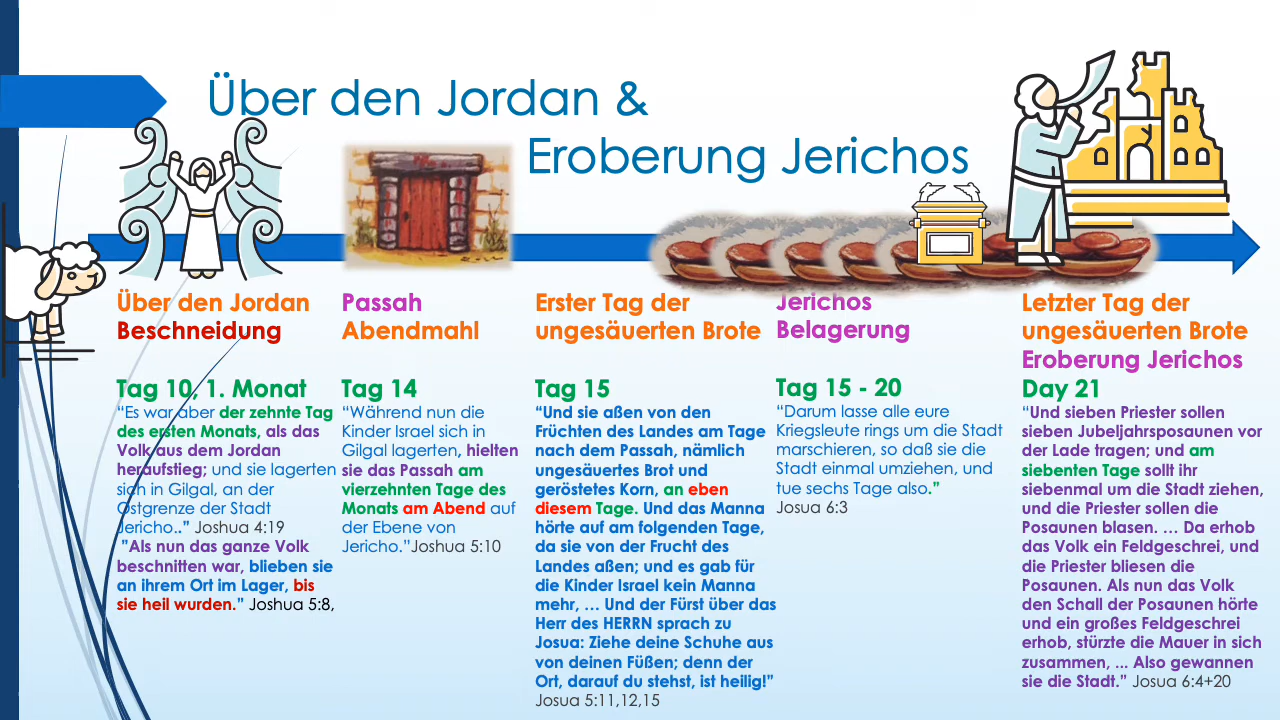 Über den Jordan &
Eroberung Jerichos
Über den Jordan
Beschneidung
Tag 10, 1. Monat
“Es war aber der zehnte Tag
des ersten Monats, als das
Volk aus dem Jordan
heraufstieg; und sie lagerten
sich in Gilgal, an der
Ostgrenze der Stadt
Jericho..” Joshua 4:19
”Als nun das ganze Volk
beschnitten war, blieben sie
an ihrem Ort im Lager, bis
sie heil wurden.” Joshua 5:8,
Passah
Abendmahl
Tag 14
“Während nun die
Kinder Israel sich in
Gilgal lagerten, hielten
sie das Passah am
vierzehnten Tage des
Monats am Abend auf
der Ebene von
Jericho.”Joshua 5:10
Erster Tag der
ungesäuerten Brote
Tag 15
“Und sie aßen von den
Früchten des Landes am Tage
nach dem Passah, nämlich
ungesäuertes Brot und
geröstetes Korn, an eben
diesem Tage. Und das Manna
hörte auf am folgenden Tage,
da sie von der Frucht des
Landes aßen; und es gab für
die Kinder Israel kein Manna
mehr, … Und der Fürst über das
Herr des HERRN sprach zu
Josua: Ziehe deine Schuhe aus
von deinen Füßen; denn der
Ort, darauf du stehst, ist heilig!”
Josua 5:11,12,15
Jerichos
Belagerung
Tag 15 - 20
“Darum lasse alle eure
Kriegsleute rings um die Stadt
marschieren, so daß sie die
Stadt einmal umziehen, und
tue sechs Tage also.”
Josua 6:3
Letzter Tag der
ungesäuerten Brote
Eroberung Jerichos
Day 21
“Und sieben Priester sollen
sieben Jubeljahrsposaunen vor
der Lade tragen; und am
siebenten Tage sollt ihr
siebenmal um die Stadt ziehen,
und die Priester sollen die
Posaunen blasen. … Da erhob
das Volk ein Feldgeschrei, und
die Priester bliesen die
Posaunen. Als nun das Volk
den Schall der Posaunen hörte
und ein großes Feldgeschrei
erhob, stürzte die Mauer in sich
zusammen, ... Also gewannen
sie die Stadt.” Josua 6:4+20